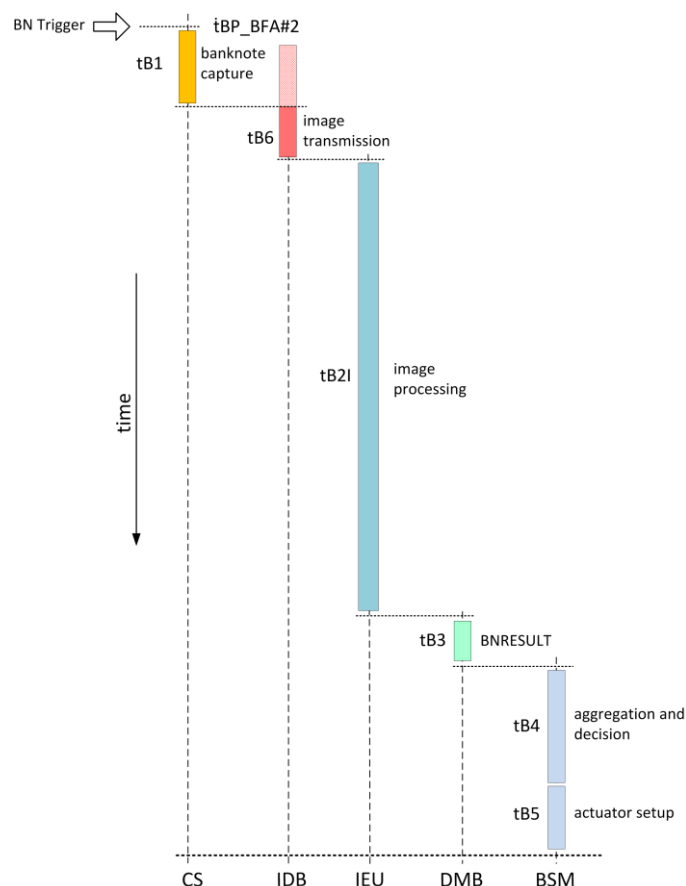 BN Trigger
tBP_BFA#2
tB1
banknote
capture
tB6
image
transmission
tB2I
image
processing
time
tB3
BNRESULT
tB4
aggregation and
decision
tB5
actuator setup
CS
IDB
IEU
DMB
BSM